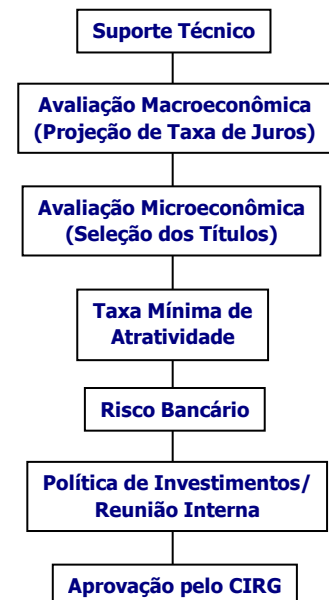 Suporte Técnico
Avaliação Macroeconômica
(Projeção de Taxa de Juros)
Avaliação Microeconômica
(Seleção dos Títulos)
Taxa Mínima de
Atratividade
Risco Bancário
Política de Investimentos/
Reunião Interna
Aprovação pelo CIRG